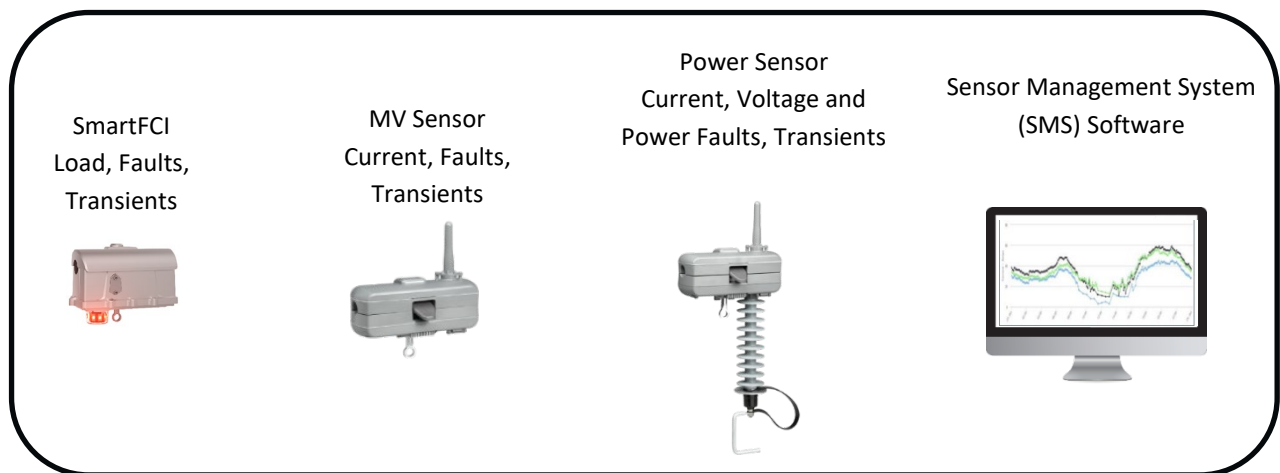 SmartFCI
Load, Faults,
Transients
MV Sensor
Current, Faults,
Transients
Power Sensor
Current, Voltage and
Power Faults, Transients
Sensor Management System
(SMS) Software